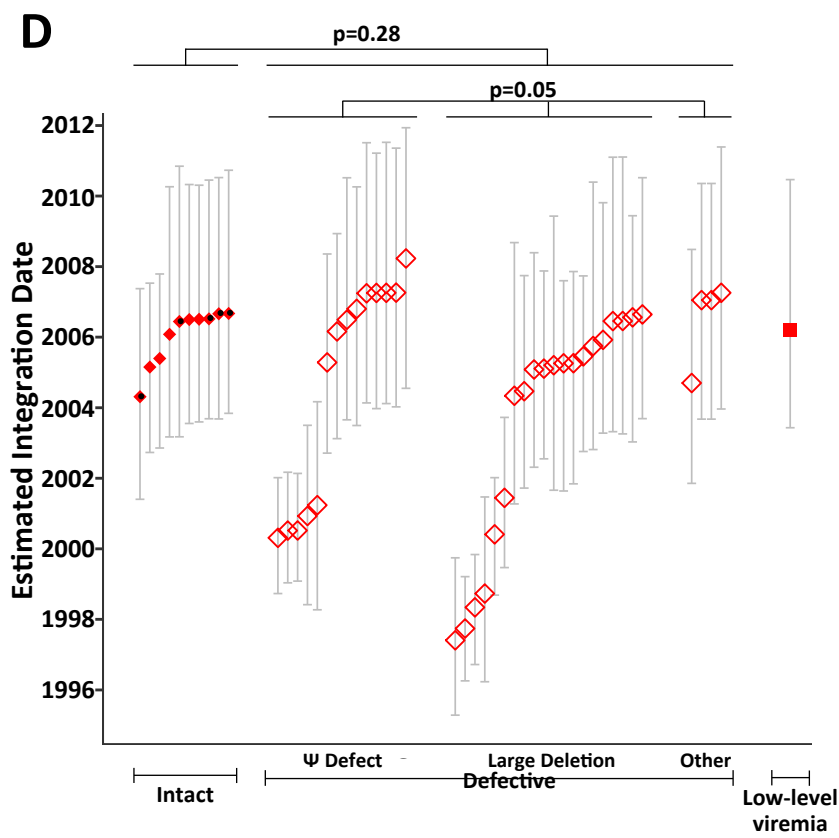 D
p=0.28
p=0.05
Estimated Integration Date
2012
2010
2008
2006
2004
2002
2000
1998
1996
Ψ Defect
Large Deletion
Other
Defective
Intact
Low-level
viremia